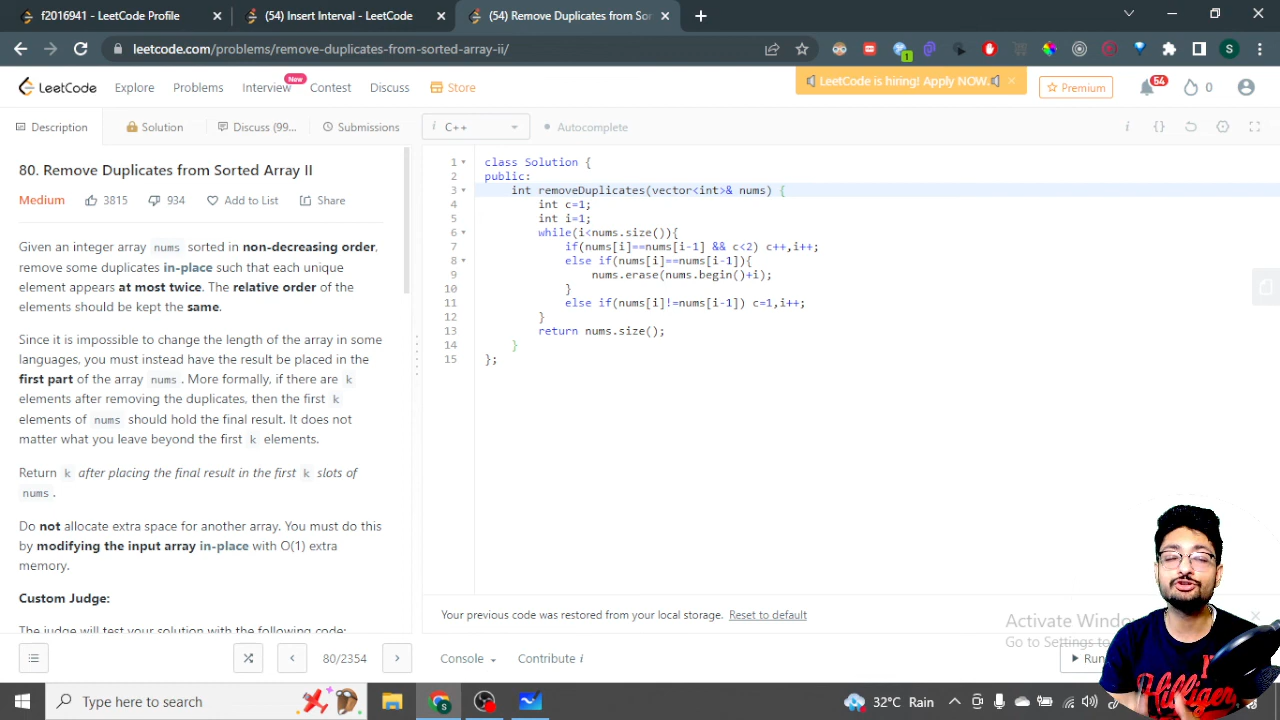 f2016941 - LeetCode Profile
(54) Insert Interval - LeetCode
(54) Remove Duplicates from Sor
leetcode.com/problems/remove-duplicates-from-sorted-array-ii/
1
S
LeetCode
Explore
Problems
Interview
New
Contest
Discuss
Store
LeetCode is hiring! Apply NOW.
Premium
54
0
Description
Solution
Discuss (99...
Submissions
i C++
Autocomplete
80. Remove Duplicates from Sorted Array II
Medium
3815
934
Add to List
Share
Given an integer array nums sorted in non-decreasing order,
remove some duplicates in-place such that each unique
element appears at most twice. The relative order of the
elements should be kept the same.
Since it is impossible to change the length of the array in some
languages, you must instead have the result be placed in the
first part of the array nums. More formally, if there are k
elements after removing the duplicates, then the first k
elements of nums should hold the final result. It does not
matter what you leave beyond the first k elements.
Return k after placing the final result in the first k slots of
nums.
Do not allocate extra space for another array. You must do this
by modifying the input array in-place with O(1) extra
memory.
Custom Judge:
The judge will test your solution with the following code:
1 class Solution {
2 public:
3 int removeDuplicates(vector<int>& nums) {
4 int c=1;
5 int i=1;
6 while(i<nums.size()){
7 if(nums[i]==nums[i-1] && c<2) c++,i++;
8 else if(nums[i]==nums[i-1]){
9 nums.erase(nums.begin()+i);
10 }
11 else if(nums[i]!=nums[i-1]) c=1,i++;
12 }
13 return nums.size();
14 }
15 };
Your previous code was restored from your local storage. Reset to default
Activate Windo
Go to Settings to
80/2354
Console
Contribute i
Run
Type here to search
32°C Rain
Hilfiger